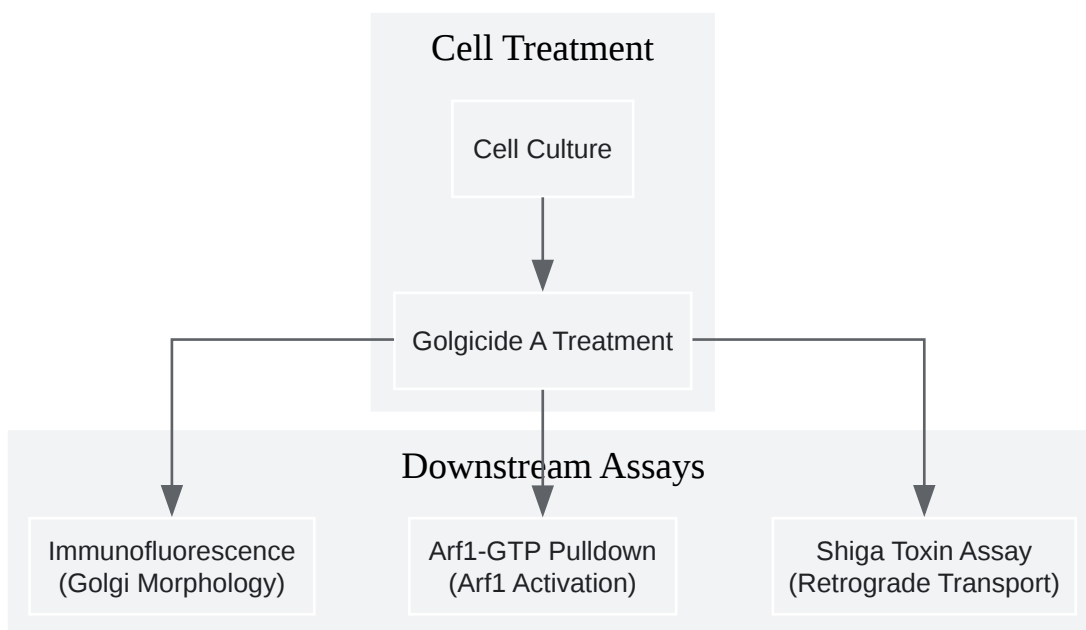 Cell Treatment
Cell Culture
Golgicide A Treatment
Downstream Assays
Immunofluorescence
(Golgi Morphology)
Arf1-GTP Pulldown
(Arf1 Activation)
Shiga Toxin Assay
(Retrograde Transport)